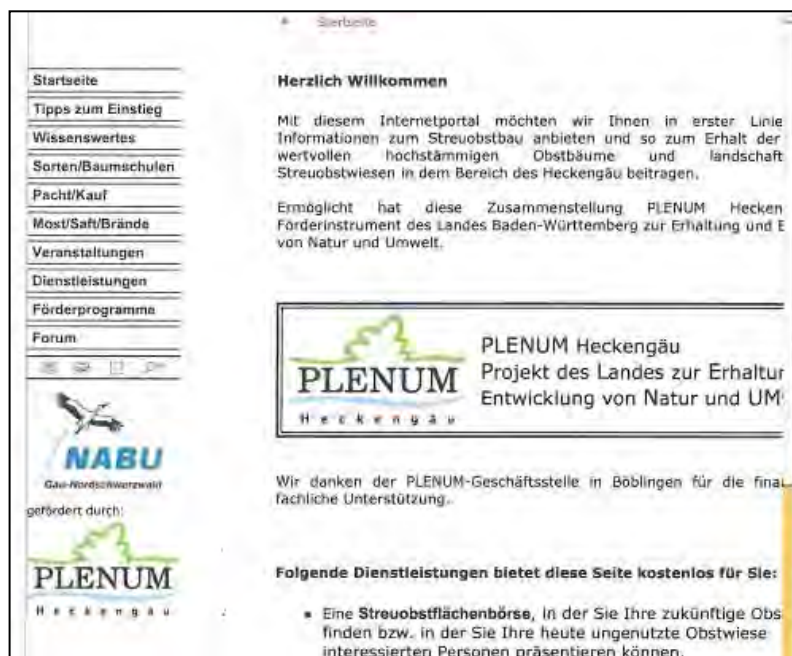 Startseite
Startseite
Tipps zum Einstieg
Wissenswertes
Sorten/Baumschulen
Pacht/Kauf
Most/Saft/Brände
Veranstaltungen
Dienstleistungen
Förderprogramme
Forum
NABU
Gau-Nordschwarzwald
gefördert durch:
PLENUM
Heckengäu
Herzlich Willkommen
Mit diesem Internetportal möchten wir Ihnen in erster Linie
Informationen zum Streuobstbau anbieten und so zum Erhalt der
wertvollen hochstämmigen Obstbäume und landschaft
Streuobstwiesen in dem Bereich des Heckengäu beitragen.
Ermöglicht hat diese Zusammenstellung PLENUM Hecken
Förderinstrument des Landes Baden-Württemberg zur Erhaltung und E
von Natur und Umwelt.
PLENUM
Heckengäu
PLENUM Heckengäu
Projekt des Landes zur Erhaltur
Entwicklung von Natur und UM
Wir danken der PLENUM-Geschäftsstelle in Böblingen für die final
fachliche Unterstützung.
Folgende Dienstleistungen bietet diese Seite kostenlos für Sie:
▪ Eine Streuobstflächenbörse, in der Sie Ihre zukünftige Obs
finden bzw. in der Sie Ihre heute ungenutzte Obstwiese
interessierten Personen präsentieren können.